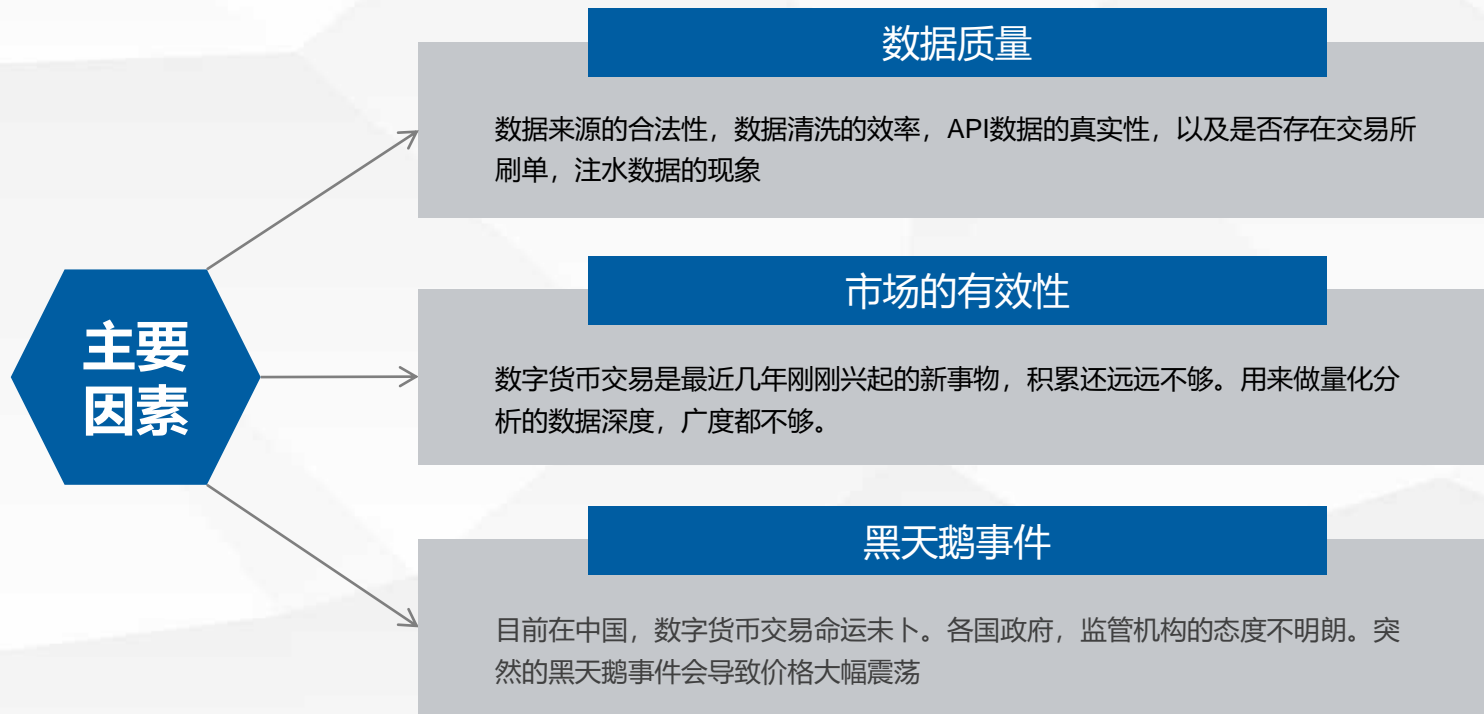 主要
因素
数据质量
数据来源的合法性，数据清洗的效率，API数据的真实性，以及是否存在交易所
刷单，注水数据的现象
市场的有效性
数字货币交易是最近几年刚刚兴起的新事物，积累还远远不够。用来做量化分
析的数据深度，广度都不够。
黑天鹅事件
目前在中国，数字货币交易命运未卜。各国政府，监管机构的态度不明朗。突
然的黑天鹅事件会导致价格大幅震荡